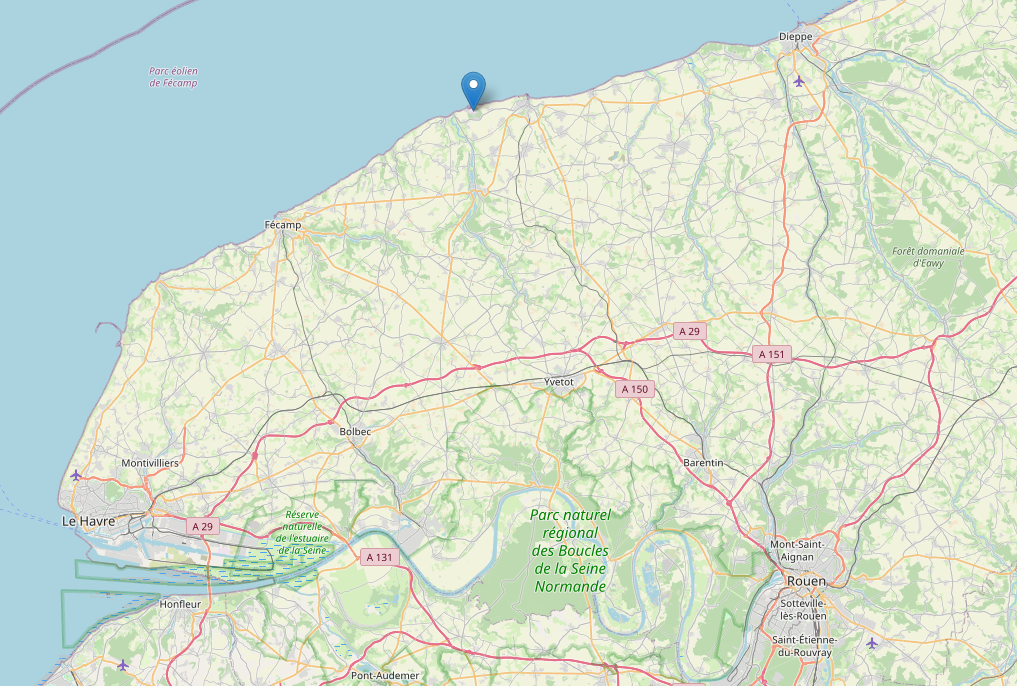 Dieppe
Parc éolien
de Fécamp
Fécamp
Forêt domaniale
d'Eawy
A 29
A 151
Yvetot
A 150
Bolbec
Montivilliers
Barentin
Le Havre
A 29
Réserve
naturelle
de l'estuaire
de la Seine
Parc naturel
régional
des Boucles
de la Seine
Normande
A 131
Mont-Saint-
Aignan
Rouen
Honfleur
Sotteville-
lès-Rouen
Saint-Étienne-
du-Rouvray
Pont-Audemer